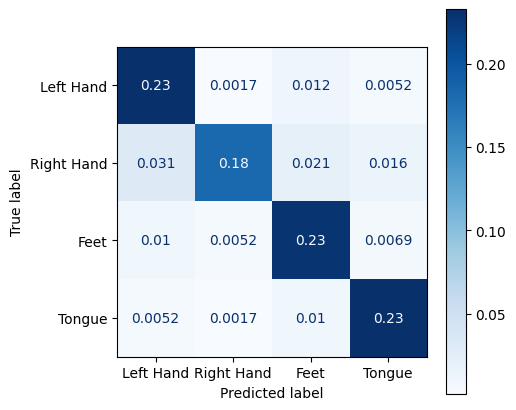 Left Hand 0.23 0.0017 0.012 0.0052
Right Hand 0.031 0.18 0.021 0.016
Feet 0.01 0.0052 0.23 0.0069
Tongue 0.0052 0.0017 0.01 0.23
Left Hand Right Hand Feet Tongue
Predicted label
True label
0.20
0.15
0.10
0.05